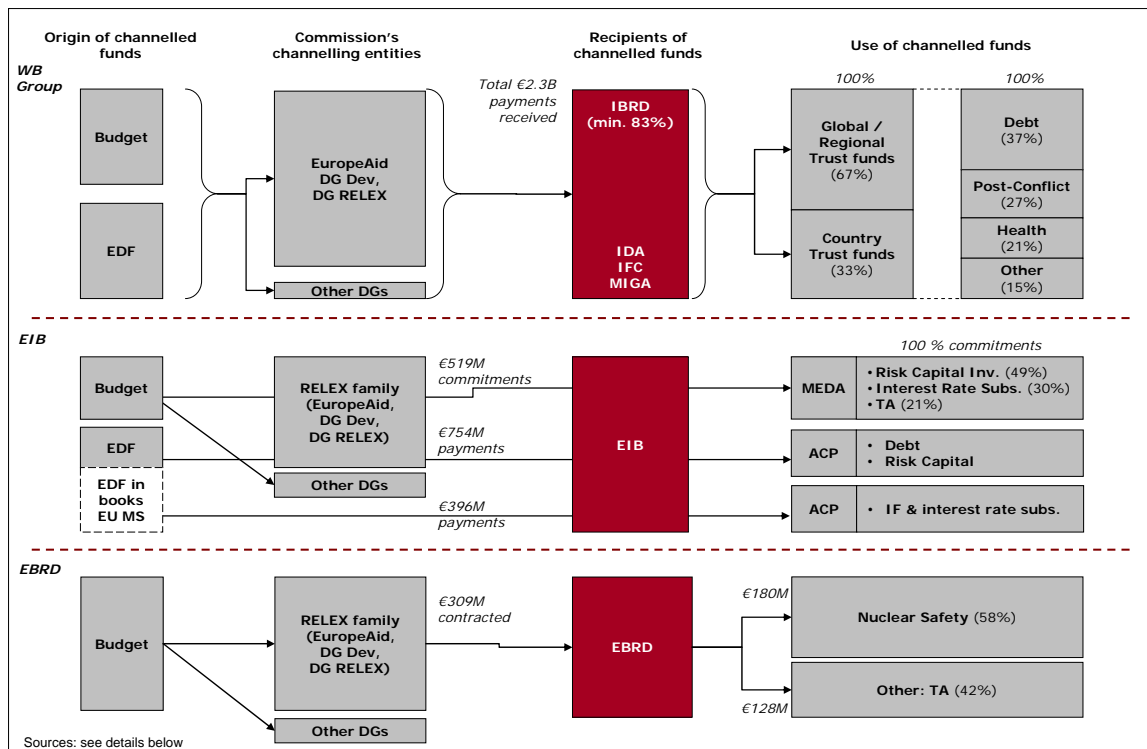 Origin of channelled
funds
Commission's
channelling entities
Recipients of
channelled funds
Use of channelled funds
WB
Group
Total €2.3B
payments
received
100%
100%
Budget
EDF
EuropeAid
DG Dev,
DG RELEX
Other DGs
IBRD
(min. 83%)
IDA
IFC
MIGA
Global /
Regional
Trust funds
(67%)
Country
Trust funds
(33%)
Debt
(37%)
Post-Conflict
(27%)
Health
(21%)
Other
(15%)
EIB
100 % commitments
Budget
EDF
EDF in
books
EU MS
RELEX family
(EuropeAid,
DG Dev,
DG RELEX)
Other DGs
€519M
commitments
€754M
payments
€396M
payments
EIB
MEDA
•Risk Capital Inv. (49%)
•Interest Rate Subs. (30%)
•TA (21%)
ACP
• Debt
• Risk Capital
ACP
• IF & interest rate subs.
EBRD
Budget
RELEX family
(EuropeAid,
DG Dev,
DG RELEX)
Other DGs
€309M
contracted
EBRD
€180M
Nuclear Safety (58%)
Other: TA (42%)
€128M
Sources: see details below